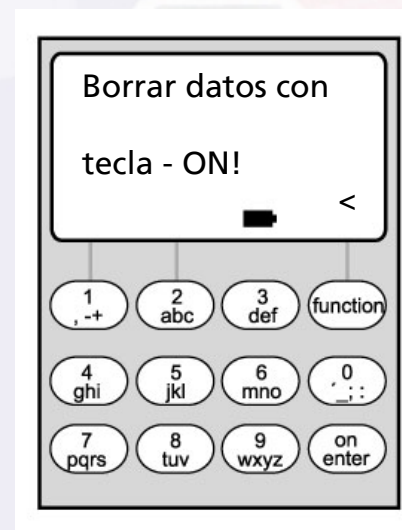 Borrar datos con
tecla - ON!
<
1 2 3 function
, -+ abc def
4 5 6 0
ghi jkl mno ´_; :
7 8 9 on
pqrs tuv wxyz enter